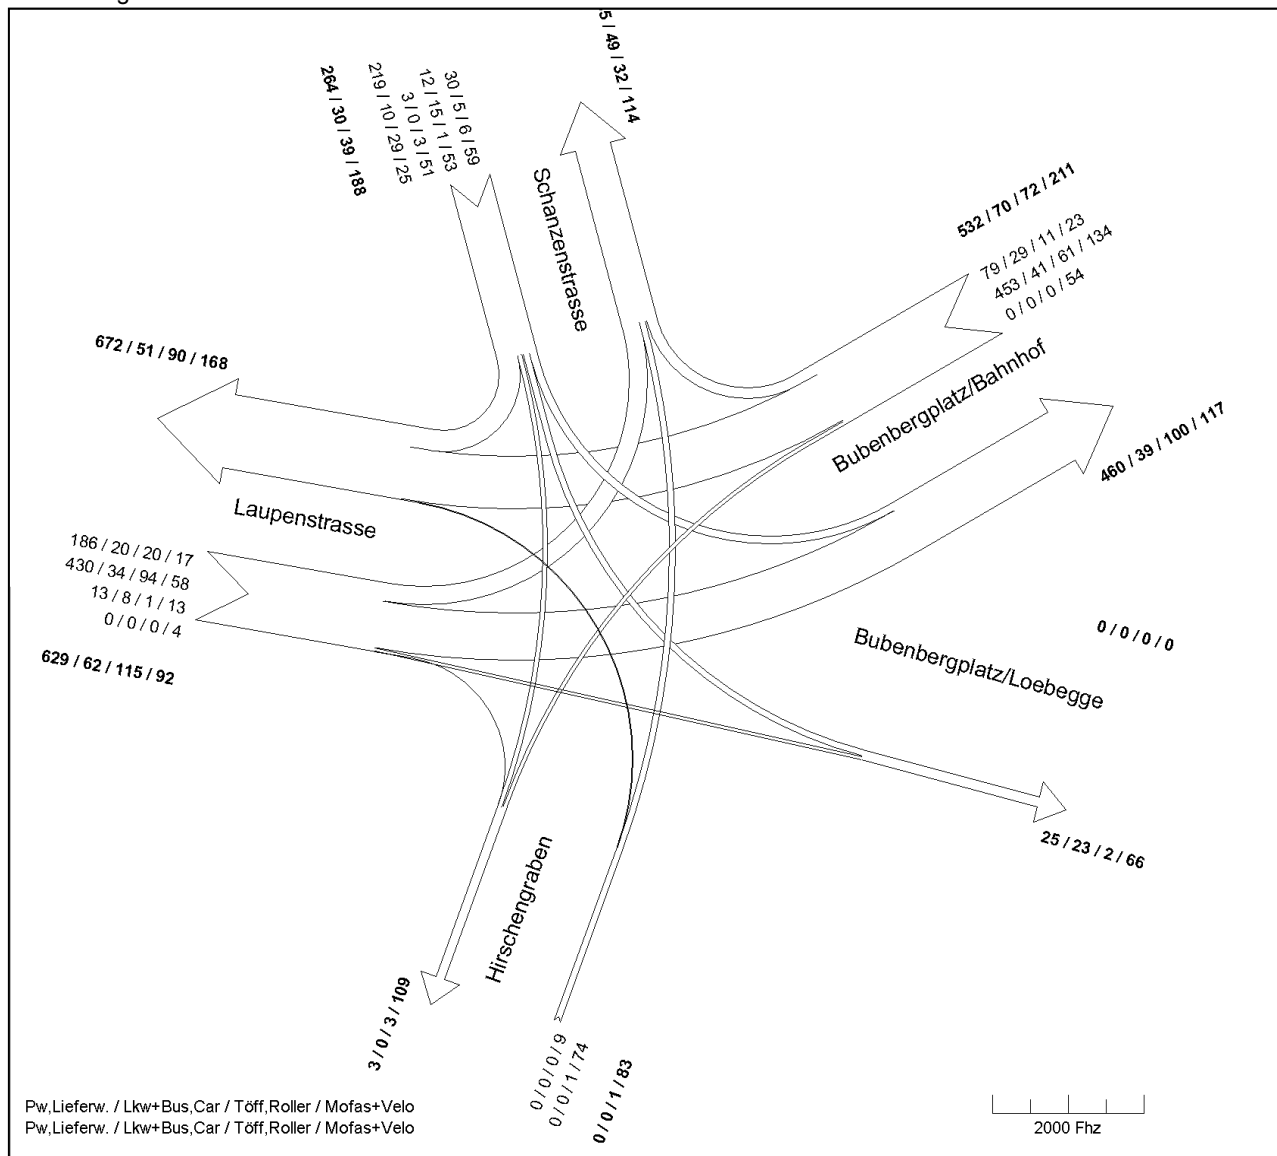 5 / 49 / 32 / 114
264 / 30 / 39 / 188
219 / 10 / 29 / 25
3 / 0 / 3 / 51
12 / 15 / 1 / 53
30 / 5 / 6 / 59
Schanzenstrasse
532 / 70 / 72 / 211
79 / 29 / 11 / 23
453 / 41 / 61 / 134
0 / 0 / 0 / 54
Bubenbergplatz/Bahnhof
460 / 39 / 100 / 117
672 / 51 / 90 / 168
Laupenstrasse
186 / 20 / 20 / 17
430 / 34 / 94 / 58
13 / 8 / 1 / 13
0 / 0 / 0 / 4
629 / 62 / 115 / 92
0 / 0 / 0 / 0
Bubenbergplatz/Loebegge
25 / 23 / 2 / 66
Hirschengraben
3 / 0 / 3 / 109
0 / 0 / 0 / 9
0 / 0 / 1 / 74
0 / 0 / 1 / 83
Pw,Lieferw. / Lkw+Bus,Car / Töff,Roller / Mofas+Velo
Pw,Lieferw. / Lkw+Bus,Car / Töff,Roller / Mofas+Velo
2000 Fhz